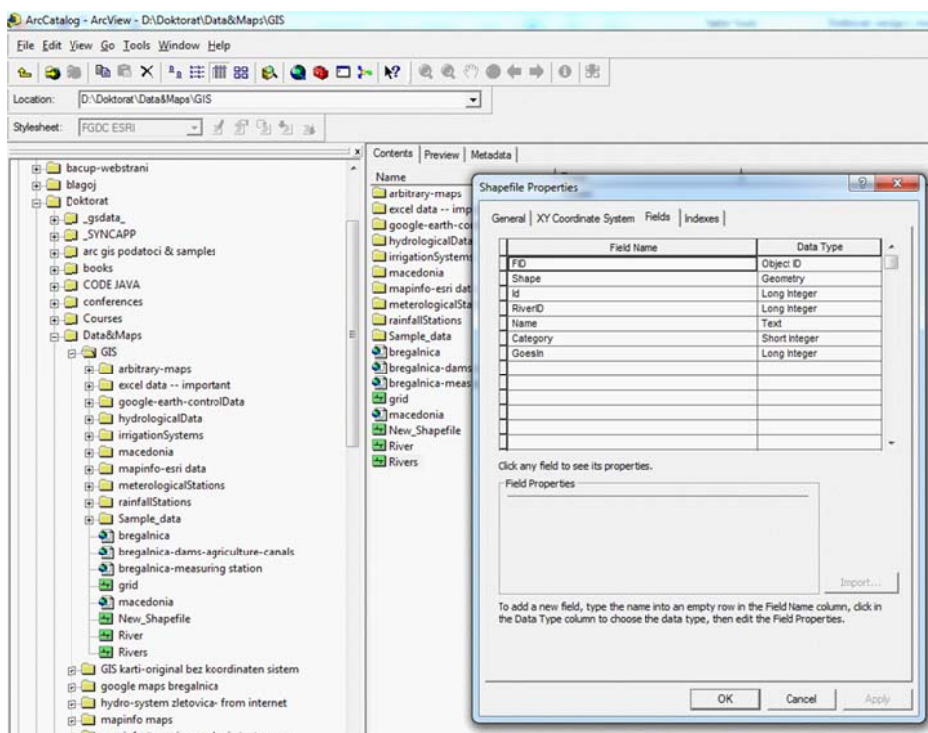 ArcCatalog - ArcView - D:\Doktorat\Data&Maps\GIS
File Edit View Go Tools Window Help
Location: D:\Doktorat\Data&Maps\GIS
Stylesheet: FGDC ESRI
bacup-webstrani
blagoj
Doktorat
_gsdata_
_SYNCAPP
arc gis podatoci & samples
books
CODE JAVA
conferences
Courses
Data&Maps
GIS
arbitrary-maps
excel data -- important
google-earth-controlData
hydrologicalData
irrigationSystems
macedonia
mapinfo-esri data
meterologicalStations
rainfallStations
Sample_data
bregalnica
bregalnica-dams-agriculture-canals
bregalnica-measuring station
grid
macedonia
New_Shapefile
River
Rivers
GIS karti-original bez koordinaten sistem
google maps bregalnica
hydro-system zletovica- from internet
mapinfo maps
Contents Preview Metadata
Name
arbitrary-maps
excel data -- imp
google-earth-co
hydrologicalData
irrigationSystems
macedonia
mapinfo-esri dat
meterologicalSta
rainfallStations
Sample_data
bregalnica
bregalnica-dams
bregalnica-meas
grid
macedonia
New_Shapefile
River
Rivers
Shapefile Properties
General XY Coordinate System Fields Indexes
Field Name Data Type
FID Object ID
Shape Geometry
Id Long Integer
RiverID Long Integer
Name Text
Category Short Integer
GoesIn Long Integer
Click any field to see its properties.
Field Properties
Import...
To add a new field, type the name into an empty row in the Field Name column, click in
the Data Type column to choose the data type, then edit the Field Properties.
OK Cancel Apply